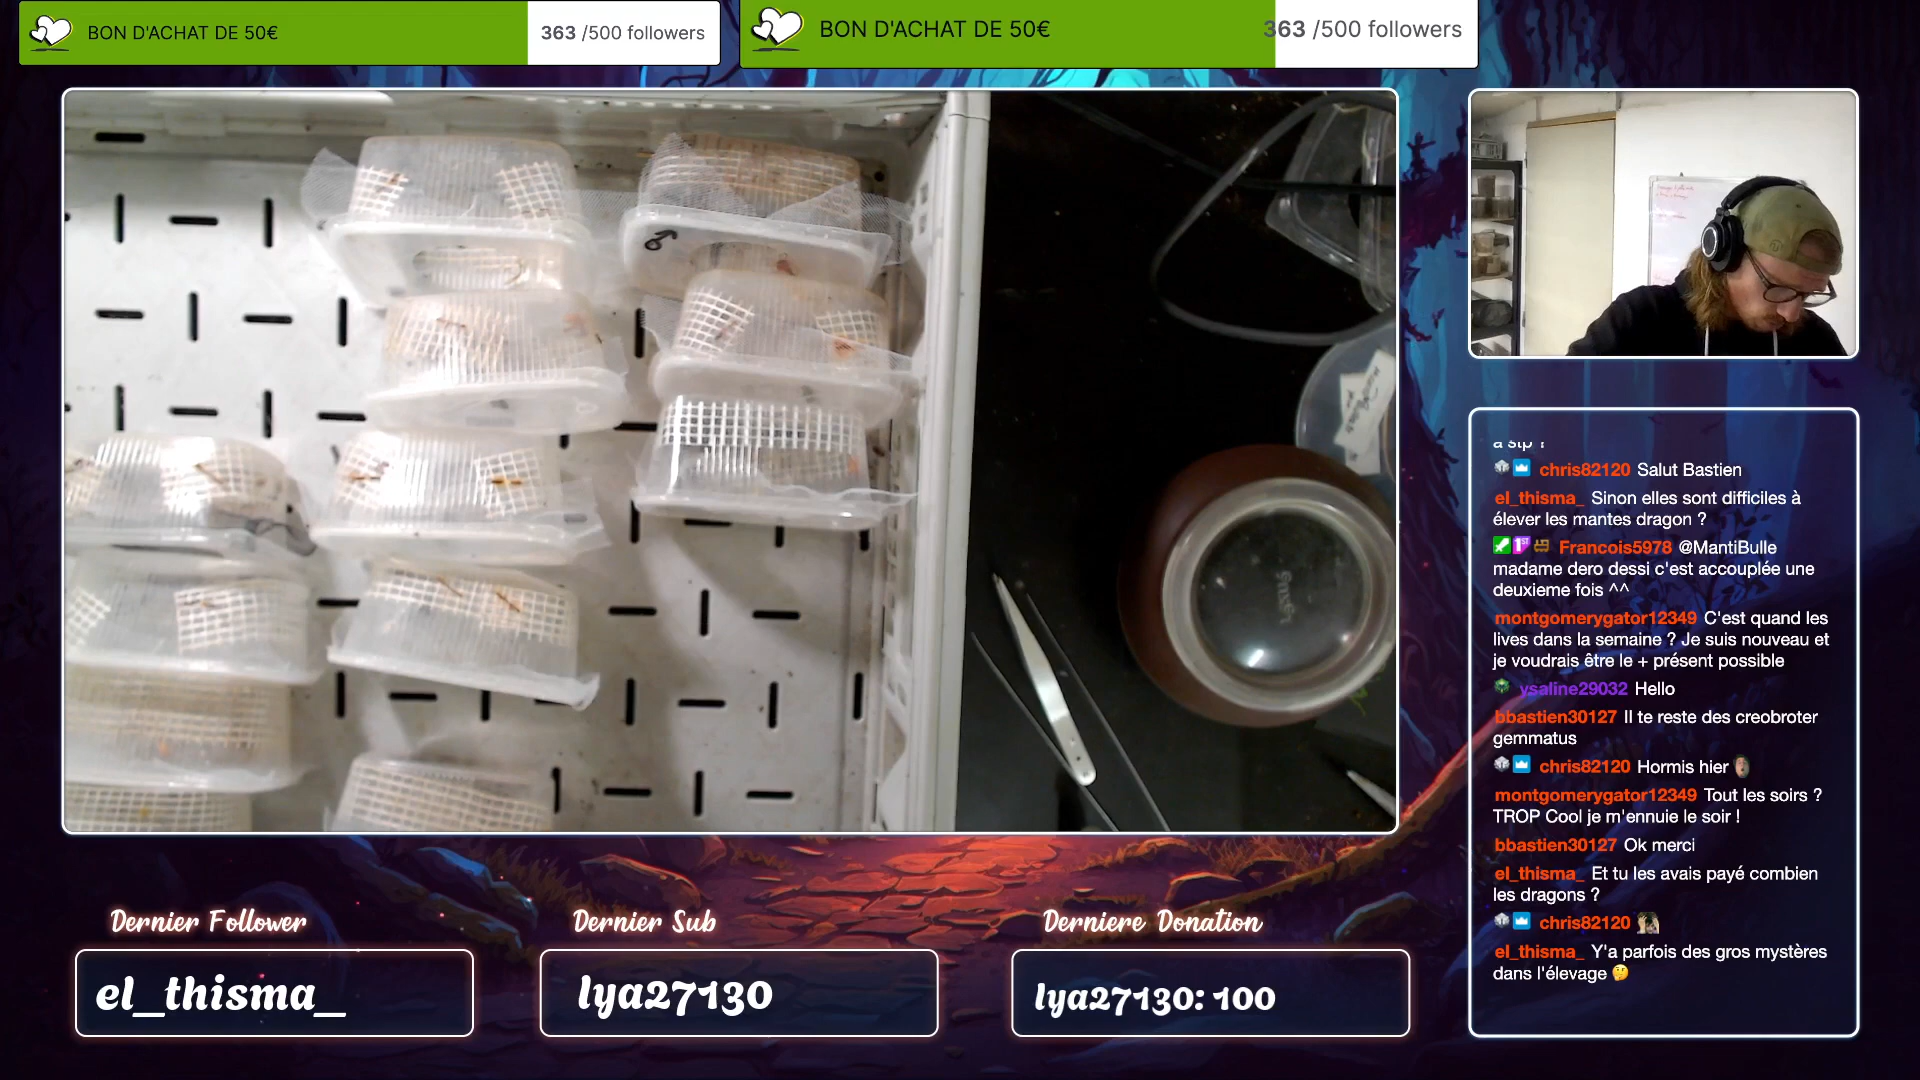 BON D'ACHAT DE 50€
363 /500 followers
BON D'ACHAT DE 50€
363 /500 followers
chris82120 Salut Bastien
el_thisma_ Sinon elles sont difficiles à
élever les mantes dragon ?
Francois5978 @MantiBulle
madame dero dessi c'est accouplée une
deuxieme fois ^^
montgomerygator12349 C'est quand les
lives dans la semaine ? Je suis nouveau et
je voudrais être le + présent possible
ysaline29032 Hello
bbastien30127 Il te reste des creobroter
gemmatus
chris82120 Hormis hier
montgomerygator12349 Tout les soirs ?
TROP Cool je m'ennuie le soir !
bbastien30127 Ok merci
el_thisma_ Et tu les avais payé combien
les dragons ?
chris82120
el_thisma_ Y'a parfois des gros mystères
dans l'élevage 🤔
Dernier Follower
el_thisma_
Dernier Sub
lya27130
Derniere Donation
lya27130: 100